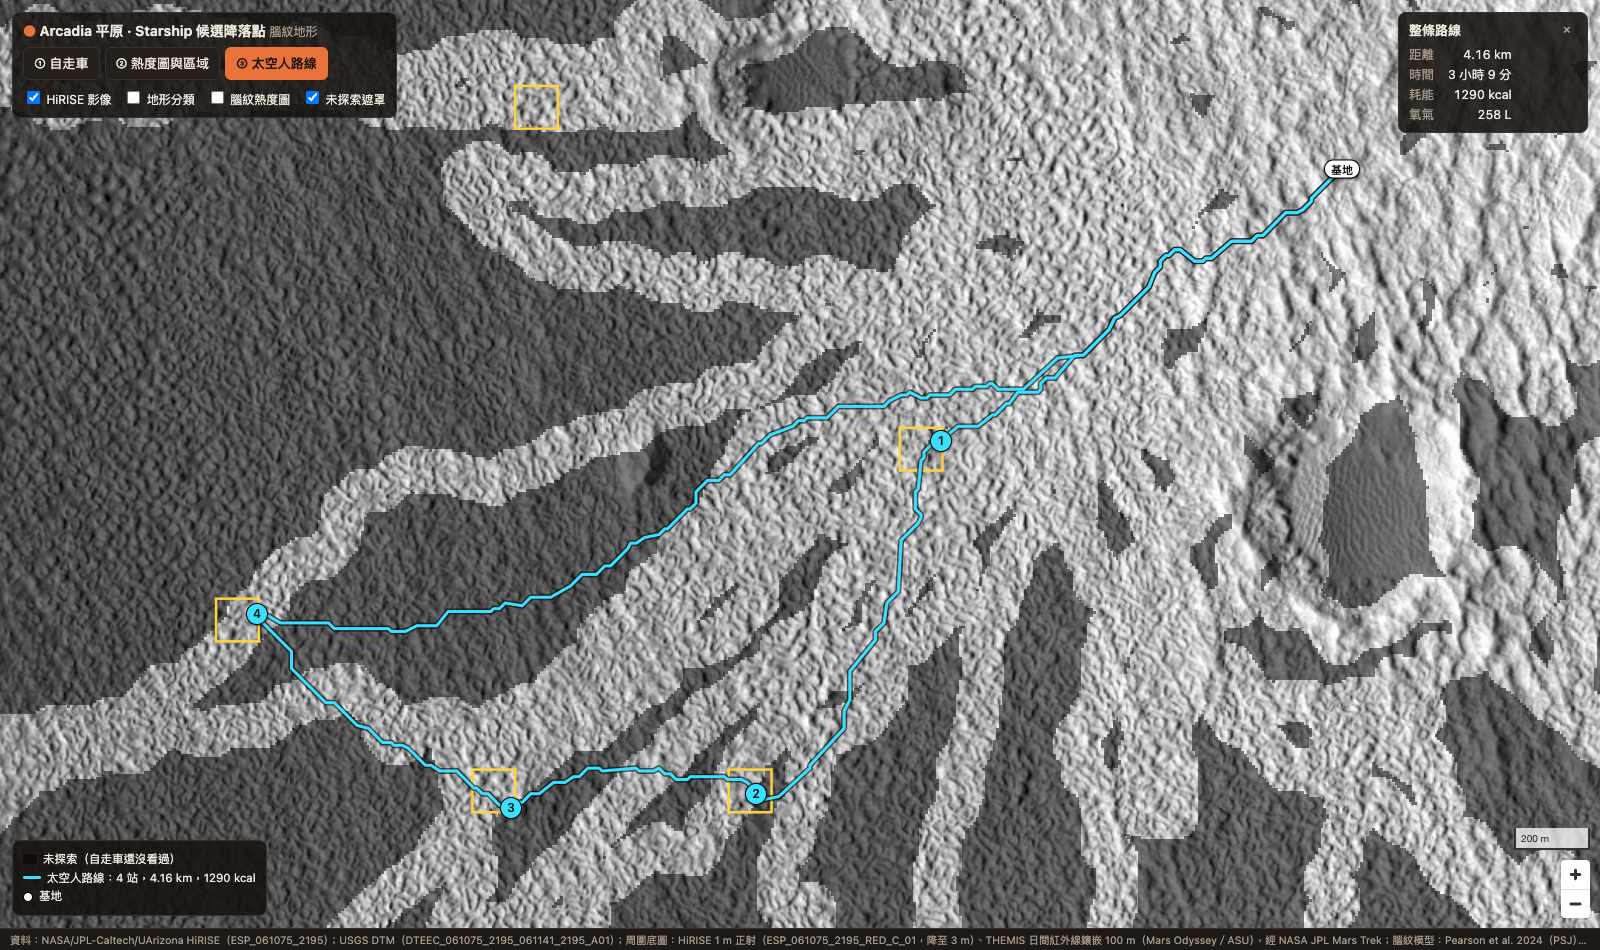 Arcadia 平原 · Starship 候選降落點 腦紋地形
① 自走車
② 熱度圖與區域
③ 太空人路線
HiRISE 影像
地形分類
腦紋熱度圖
未探索遮罩
整條路線
×
距離 4.16 km
時間 3 小時 9 分
耗能 1290 kcal
氧氣 258 L
基地
1
4
2
3
未探索（自走車還沒看過）
太空人路線：4 站，4.16 km，1290 kcal
基地
200 m
+
−
資料：NASA/JPL-Caltech/UArizona HiRISE（ESP_061075_2195）；USGS DTM（DTEEC_061075_2195_061141_2195_A01）；周圍底圖：HiRISE 1 m 正射（ESP_061075_2195_RED_C_01，降至 3 m）、THEMIS 日間紅外線鑲嵌 100 m（Mars Odyssey / ASU），經 NASA JPL Mars Trek；腦紋模型：Pearson et al. 2024（PSJ）...